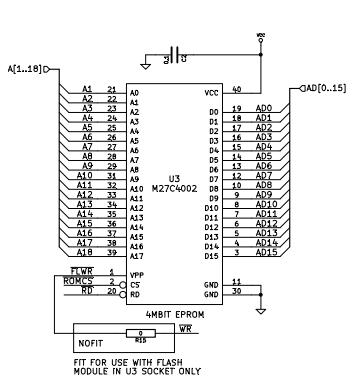 VCC
C2
A[1..18]
AD[0..15]
A1 21 A0 VCC 40
A2 22 A1
A3 23 A2 D0 19 AD0
A4 24 A3 D1 18 AD1
A5 25 A4 D2 17 AD2
A6 26 A5 D3 16 AD3
A7 27 A6 D4 15 AD4
A8 28 A7 D5 14 AD5
A9 29 A8 D6 13 AD6
A10 31 A9 D7 12 AD7
A11 32 A10 D8 10 AD8
A12 33 A11 D9 9 AD9
A13 34 A12 D10 8 AD10
A14 35 A13 D11 7 AD11
A15 36 A14 D12 6 AD12
A16 37 A15 D13 5 AD13
A17 38 A16 D14 4 AD14
A18 39 A17 D15 3 AD15
U3
M27C4002
FLWR 1 VPP
ROMCS 2 CS GND 11
RD 20 RD GND 30
4MBIT EPROM
0 WR
R15
NOFIT
FIT FOR USE WITH FLASH
MODULE IN U3 SOCKET ONLY